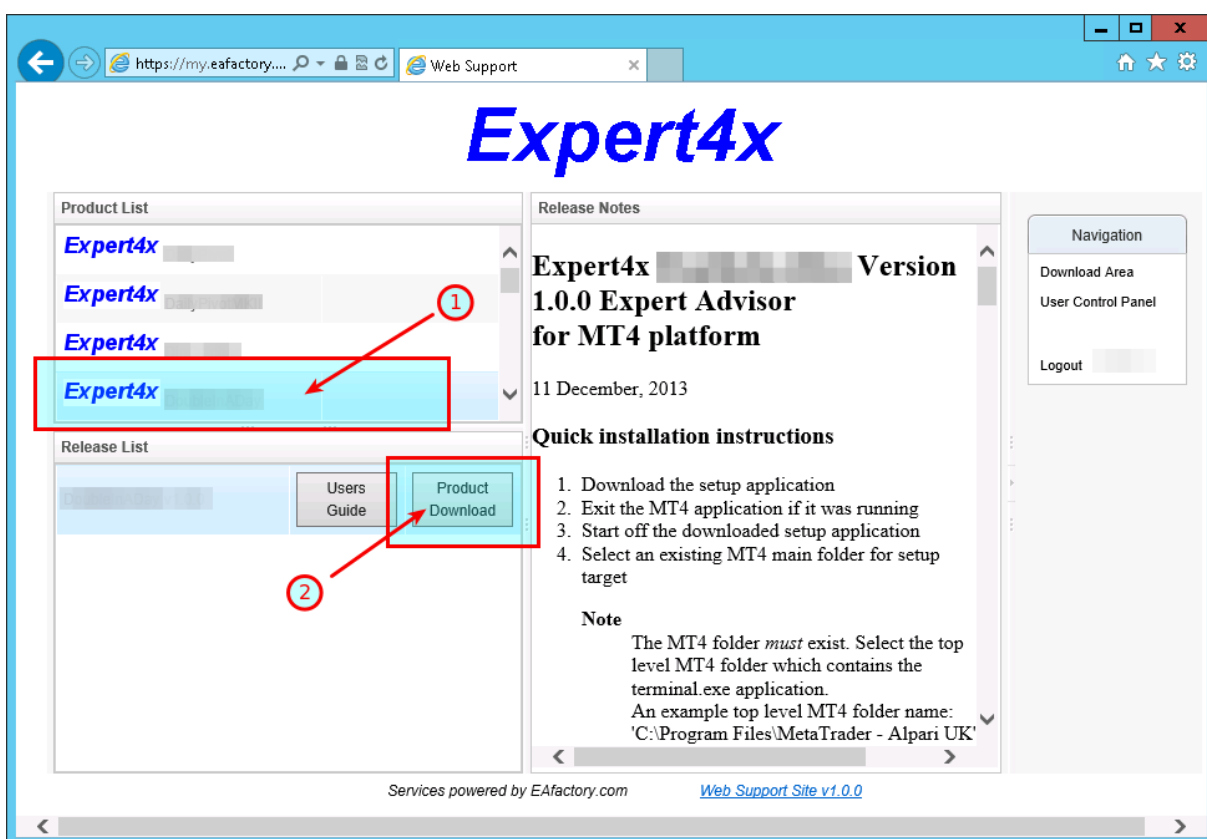 https://my.eafactory....
Web Support
Expert4x
Product List
Expert4x
Expert4x
Expert4x
Expert4x
1
Release List
Users
Guide
Product
Download
2
Release Notes
Expert4x Version
1.0.0 Expert Advisor
for MT4 platform
11 December, 2013
Quick installation instructions
1. Download the setup application
2. Exit the MT4 application if it was running
3. Start off the downloaded setup application
4. Select an existing MT4 main folder for setup
target
Note
The MT4 folder must exist. Select the top
level MT4 folder which contains the
terminal.exe application.
An example top level MT4 folder name:
'C:\Program Files\MetaTrader - Alpari UK'
Navigation
Download Area
User Control Panel
Logout
Services powered by EAfactory.com
Web Support Site v1.0.0